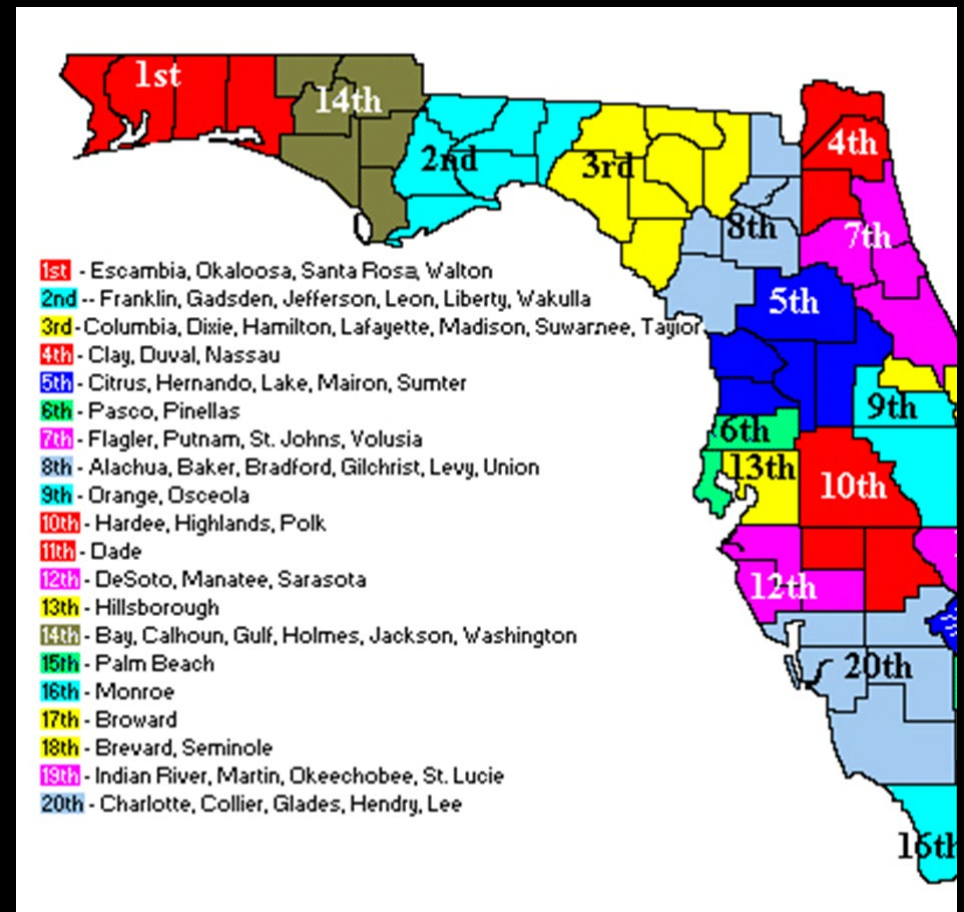 1st
14th
4th
2nd
3rd
8th
7th
1st - Escambia, Okaloosa, Santa Rosa, Walton
2nd -- Franklin, Gadsden, Jefferson, Leon, Liberty, Wakulla
5th
3rd-Columbia, Dixie, Hamilton, Lafayette, Madison, Suwarnee, Tayior
4th - Clay, Duval, Nassau
5th - Citrus, Hernando, Lake, Mairon, Sumter
6th - Pasco, Pinellas
9th
7th - Flagler, Putnam, St. Johns, Volusia
6th
8th - Alachua, Baker, Bradford, Gilchrist, Levy, Union
13th
9th - Orange, Osceola
10th
10th - Hardee, Highlands, Polk
11th - Dade
12th - DeSoto, Manatee, Sarasota
12th
13th - Hillsborough
14th - Bay, Calhoun, Gulf, Holmes, Jackson, Washington
15th - Palm Beach
20th
16th - Monroe
17th - Broward
18th - Brevard, Seminole
19th - Indian River, Martin, Okeechobee, St. Lucie
20th - Charlotte, Collier, Glades, Hendry, Lee
16th